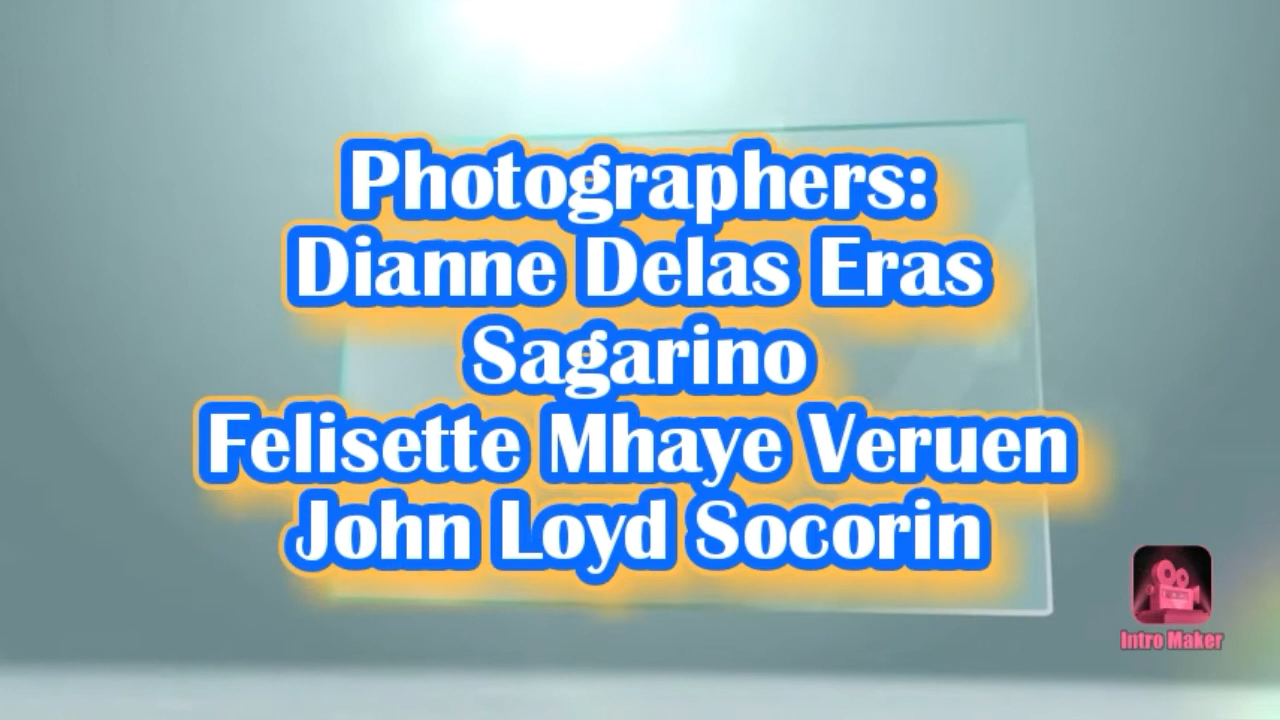 Photographers:
Dianne Delas Eras
Sagarino
Felisette Mhaye Veruen
John Loyd Socorin
Intro Maker